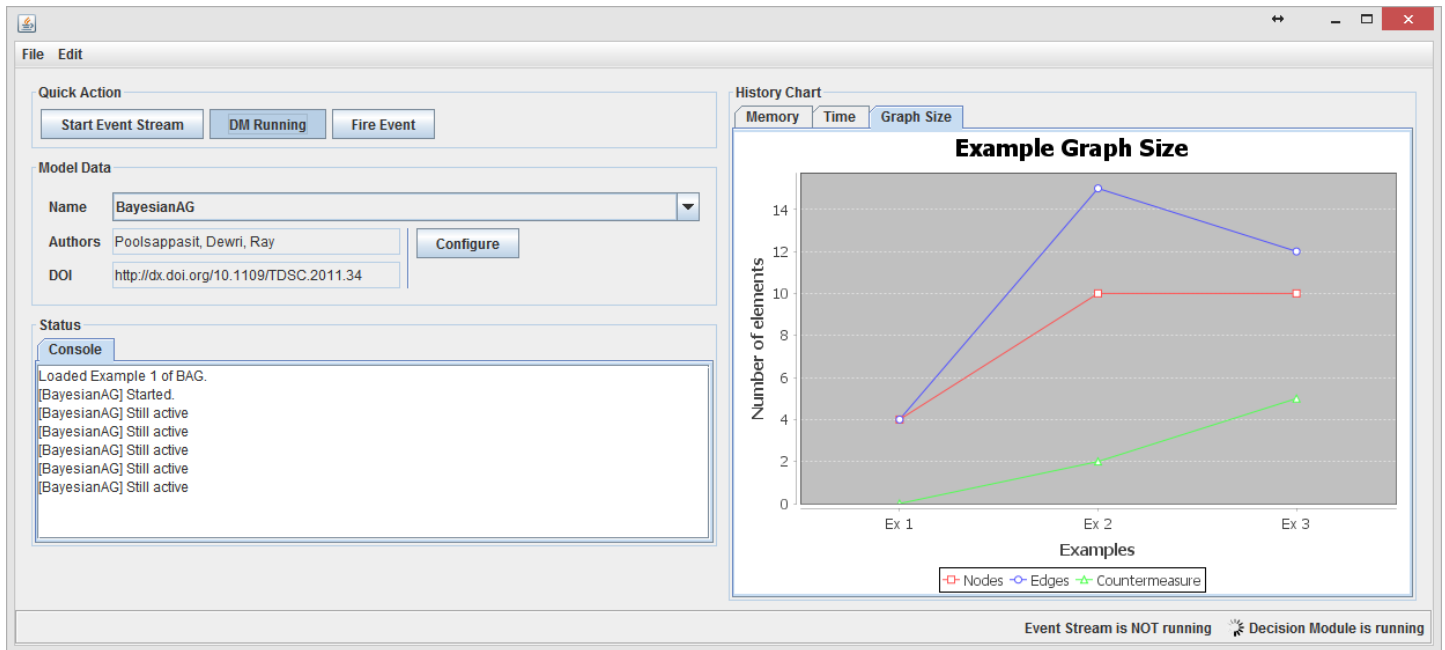 File Edit
Quick Action
Start Event Stream DM Running Fire Event
Model Data
Name BayesianAG
Authors Poolsappasit, Dewri, Ray Configure
DOI http://dx.doi.org/10.1109/TDSC.2011.34
Status
Console
Loaded Example 1 of BAG.
[BayesianAG] Started.
[BayesianAG] Still active
[BayesianAG] Still active
[BayesianAG] Still active
[BayesianAG] Still active
[BayesianAG] Still active
History Chart
Memory Time Graph Size
Example Graph Size
Number of elements
14
12
10
8
6
4
2
0
Ex 1 Ex 2 Ex 3
Examples
Nodes Edges Countermeasure
Event Stream is NOT running Decision Module is running